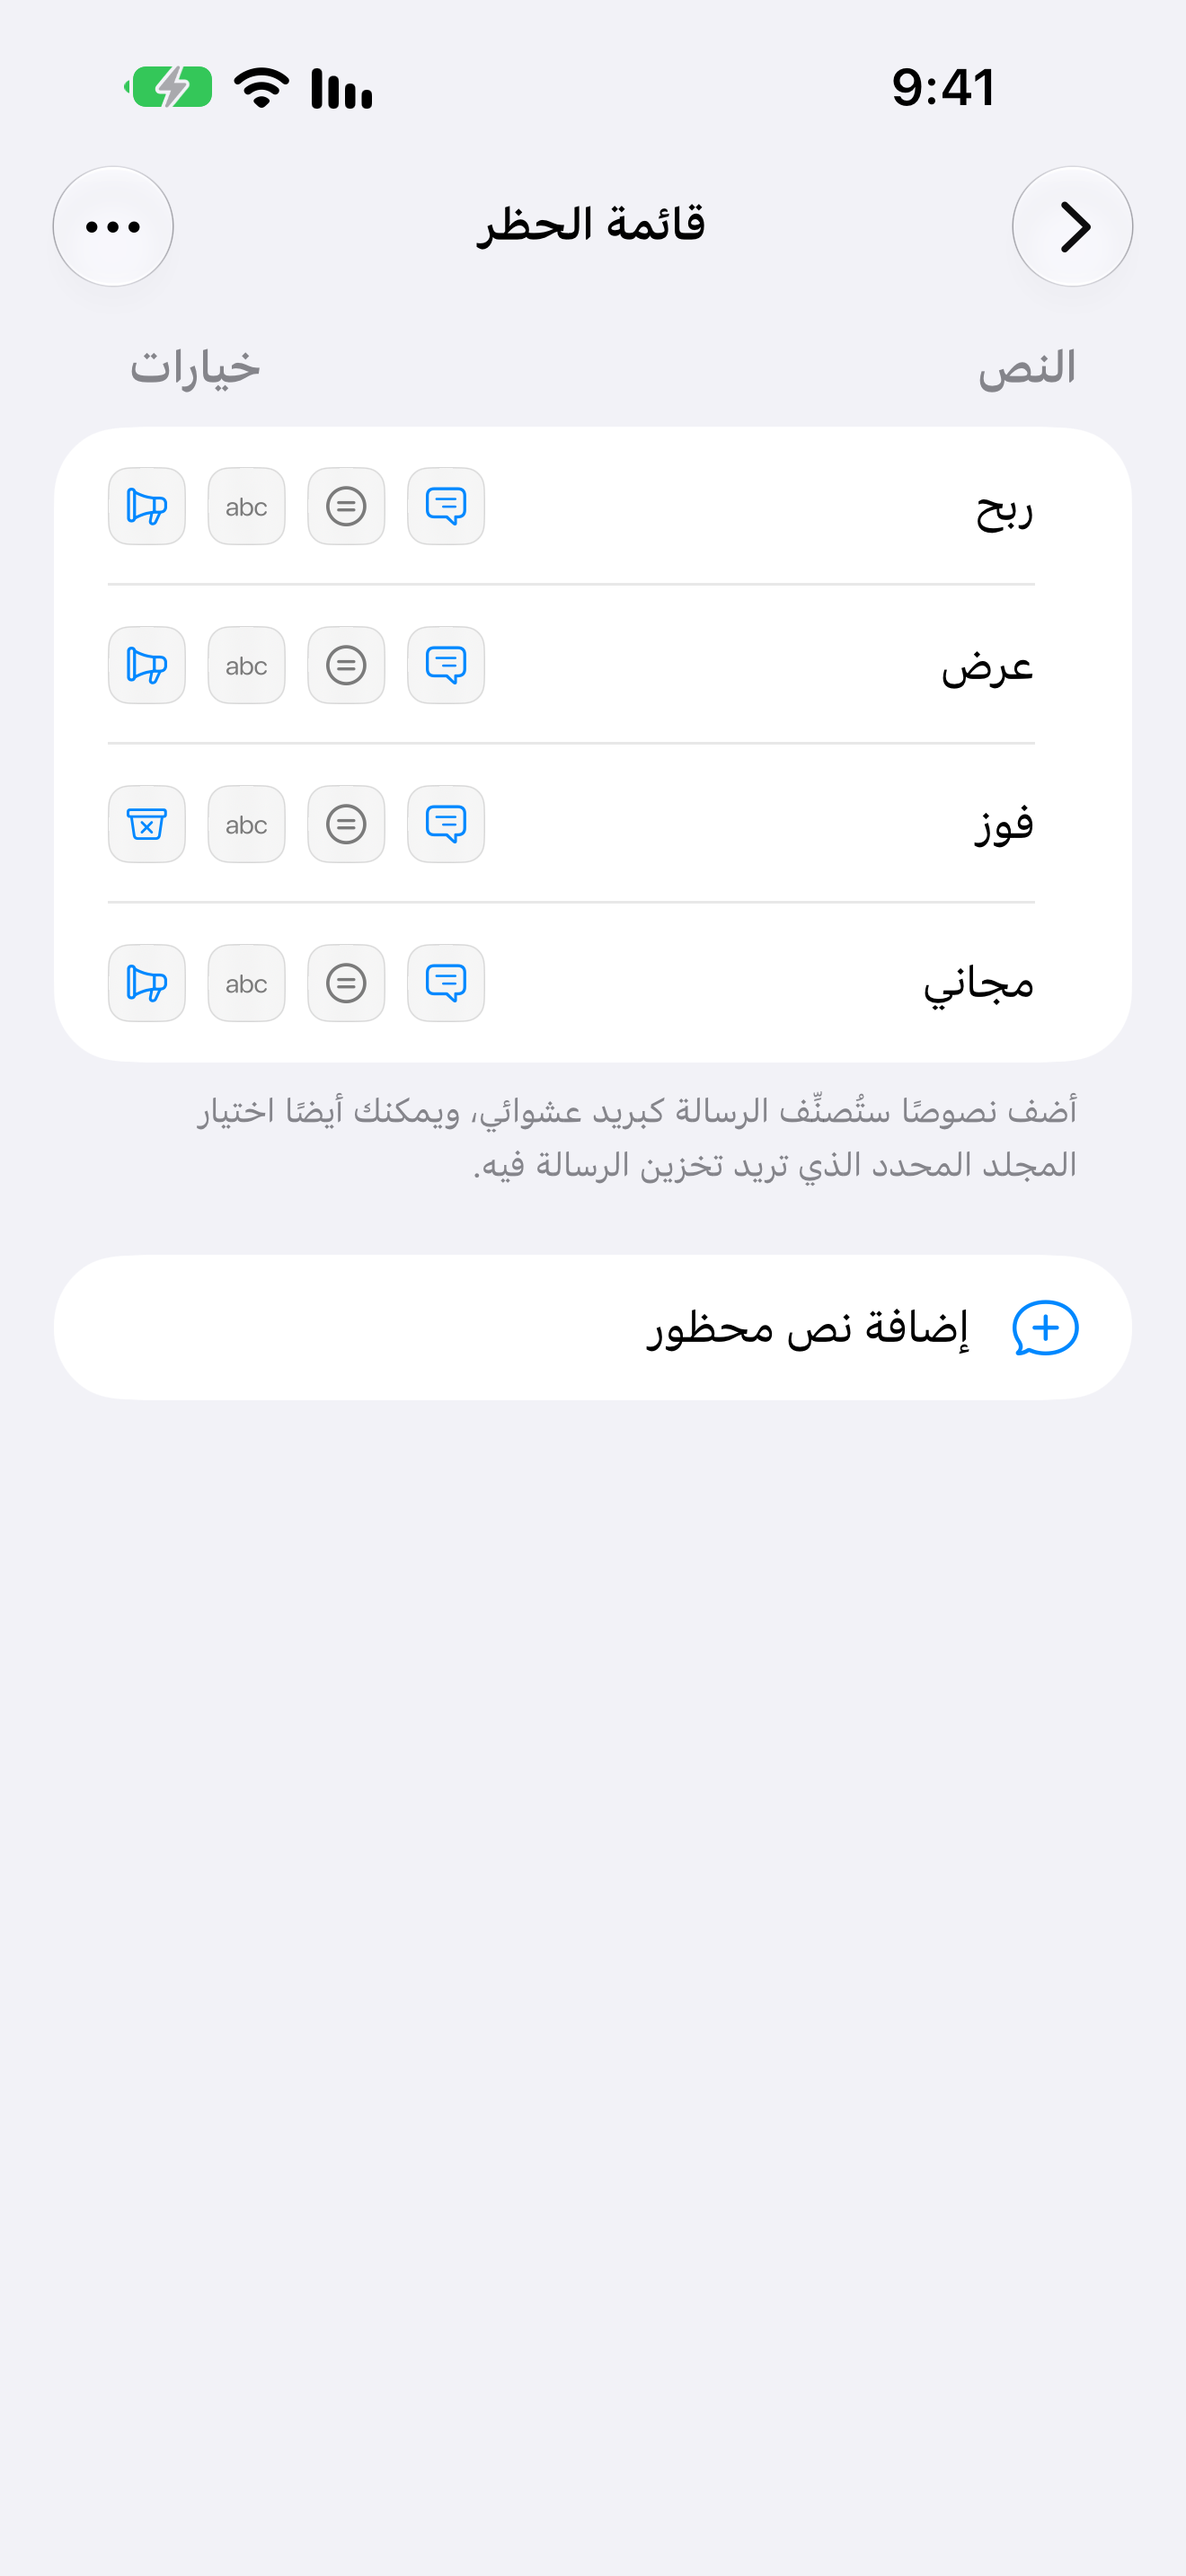 9:41
قائمة الحظر
النص خيارات
ربح abc
عرض abc
فوز abc
مجاني abc
أضف نصوصًا ستُصنِّف الرسالة كبريد عشوائي، ويمكنك أيضًا اختيار
المجلد المحدد الذي تريد تخزين الرسالة فيه.
إضافة نص محظور